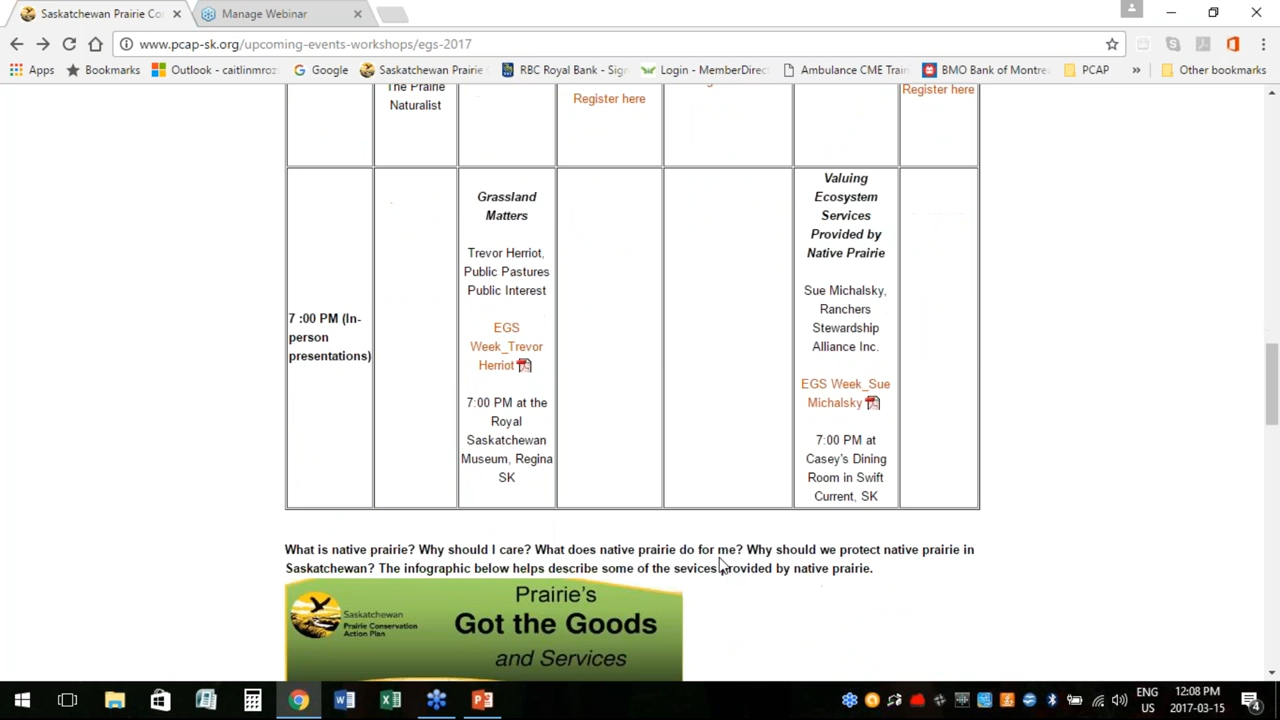 Saskatchewan Prairie Co
Manage Webinar
www.pcap-sk.org/upcoming-events-workshops/egs-2017
Apps
Bookmarks
Outlook - caitlinmroz
Google
Saskatchewan Prairie
RBC Royal Bank - Sign
Login - MemberDirect
Ambulance CME Train
BMO Bank of Montre
PCAP
»
Other bookmarks
The Prairie
Naturalist
Register here
Register here
7 :00 PM (In-
person
presentations)
Grassland
Matters
Trevor Herriot,
Public Pastures
Public Interest
EGS
Week_Trevor
Herriot
7:00 PM at the
Royal
Saskatchewan
Museum, Regina
SK
Valuing
Ecosystem
Services
Provided by
Native Prairie
Sue Michalsky,
Ranchers
Stewardship
Alliance Inc.
EGS Week_Sue
Michalsky
7:00 PM at
Casey's Dining
Room in Swift
Current, SK
What is native prairie? Why should I care? What does native prairie do for me? Why should we protect native prairie in
Saskatchewan? The infographic below helps describe some of the sevices provided by native prairie.
Saskatchewan
Prairie Conservation
Action Plan
Prairie's
Got the Goods
and Services
ENG
US
12:08 PM
2017-03-15
4